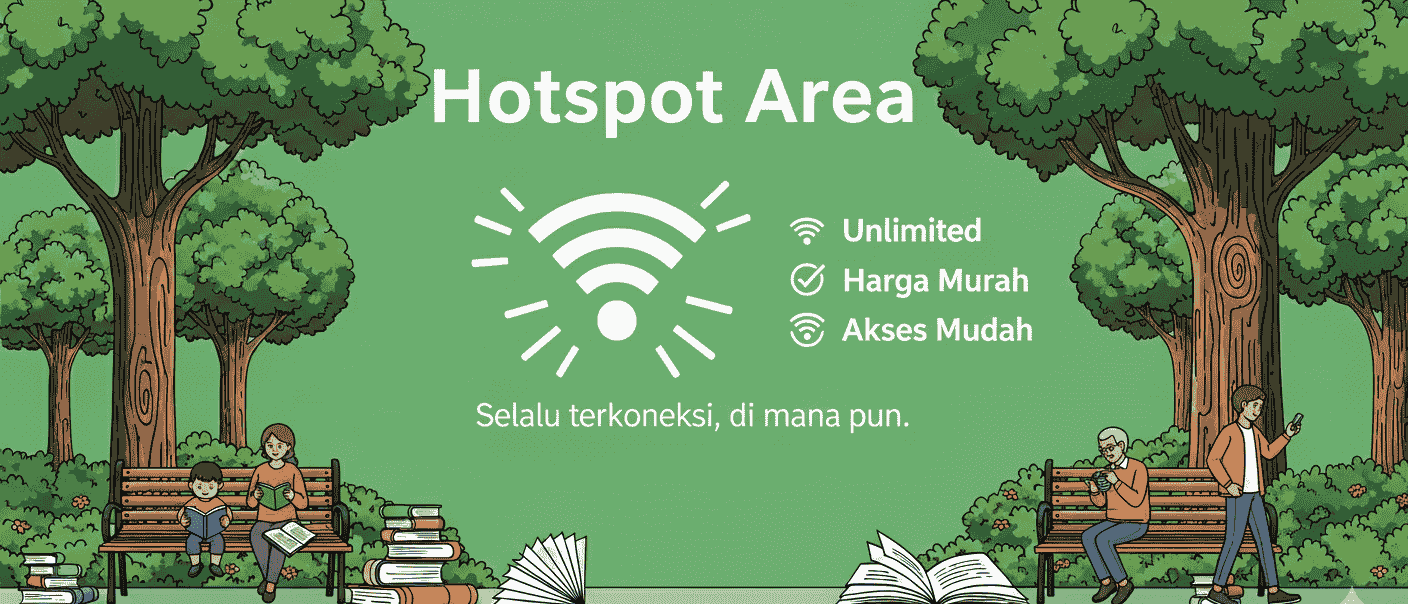 Hotspot Area
Unlimited
Harga Murah
Akses Mudah
Selalu terkoneksi, di mana pun.